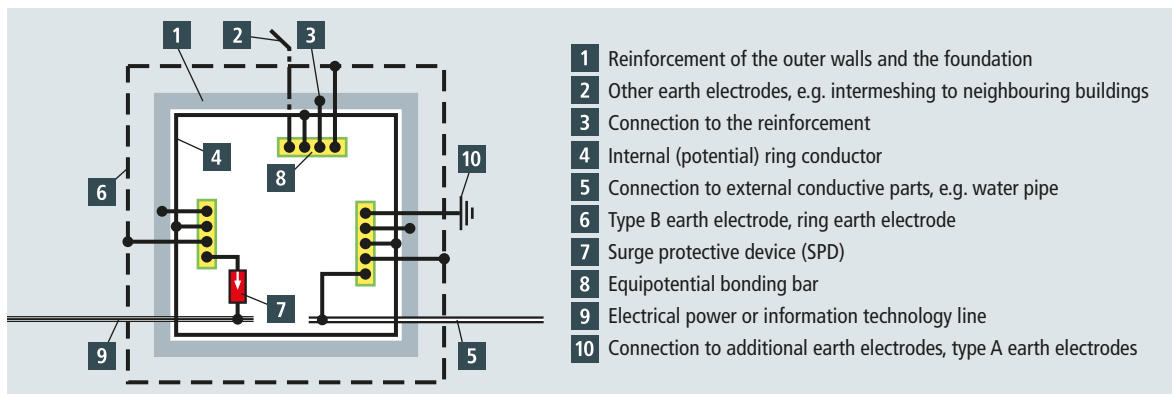 1
2
3
4
8
10
6
7
9
5
1 Reinforcement of the outer walls and the foundation
2 Other earth electrodes, e.g. intermeshing to neighbouring buildings
3 Connection to the reinforcement
4 Internal (potential) ring conductor
5 Connection to external conductive parts, e.g. water pipe
6 Type B earth electrode, ring earth electrode
7 Surge protective device (SPD)
8 Equipotential bonding bar
9 Electrical power or information technology line
10 Connection to additional earth electrodes, type A earth electrodes